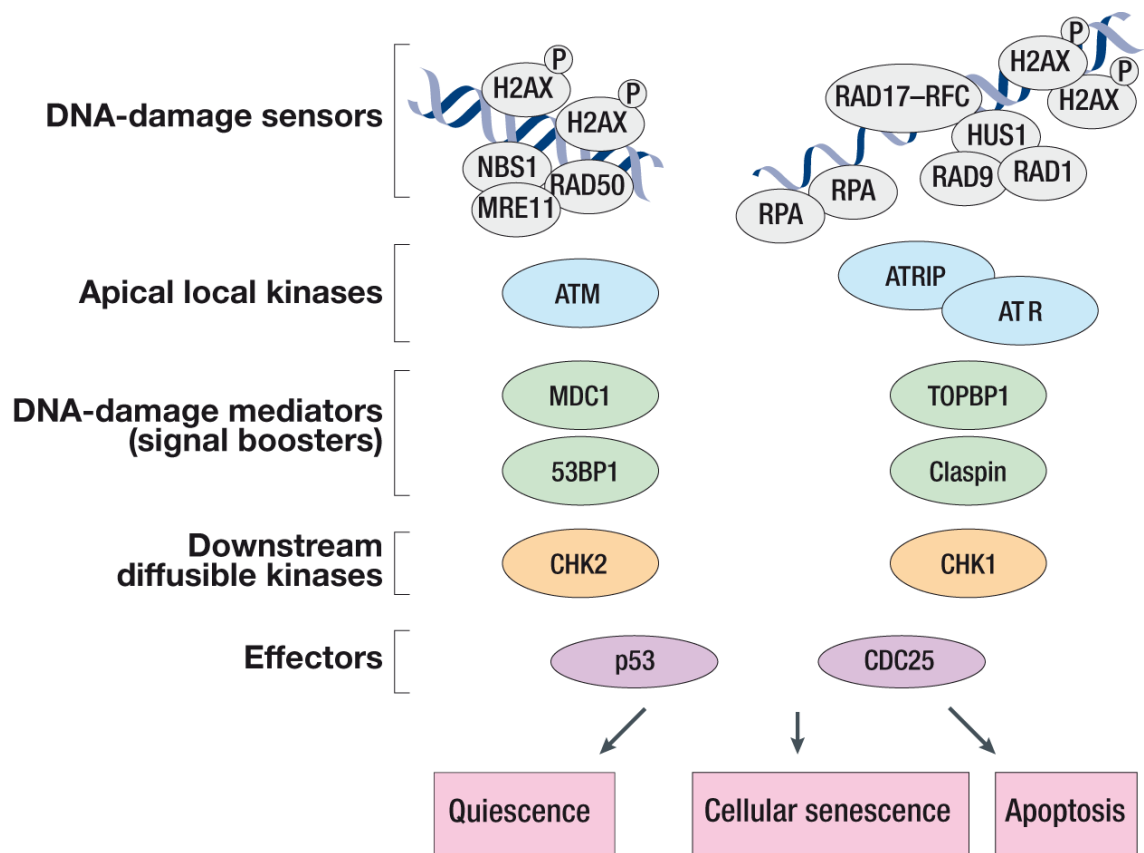 DNA-damage sensors
P
H2AX
P
H2AX
NBS1
RAD50
MRE11
P
H2AX
P
H2AX
RAD17–RFC
HUS1
RAD9
RAD1
RPA
RPA
Apical local kinases
ATM
ATRIP
ATR
DNA-damage mediators
(signal boosters)
MDC1
TOPBP1
53BP1
Claspin
Downstream
diffusible kinases
CHK2
CHK1
Effectors
p53
CDC25
Quiescence
Cellular senescence
Apoptosis